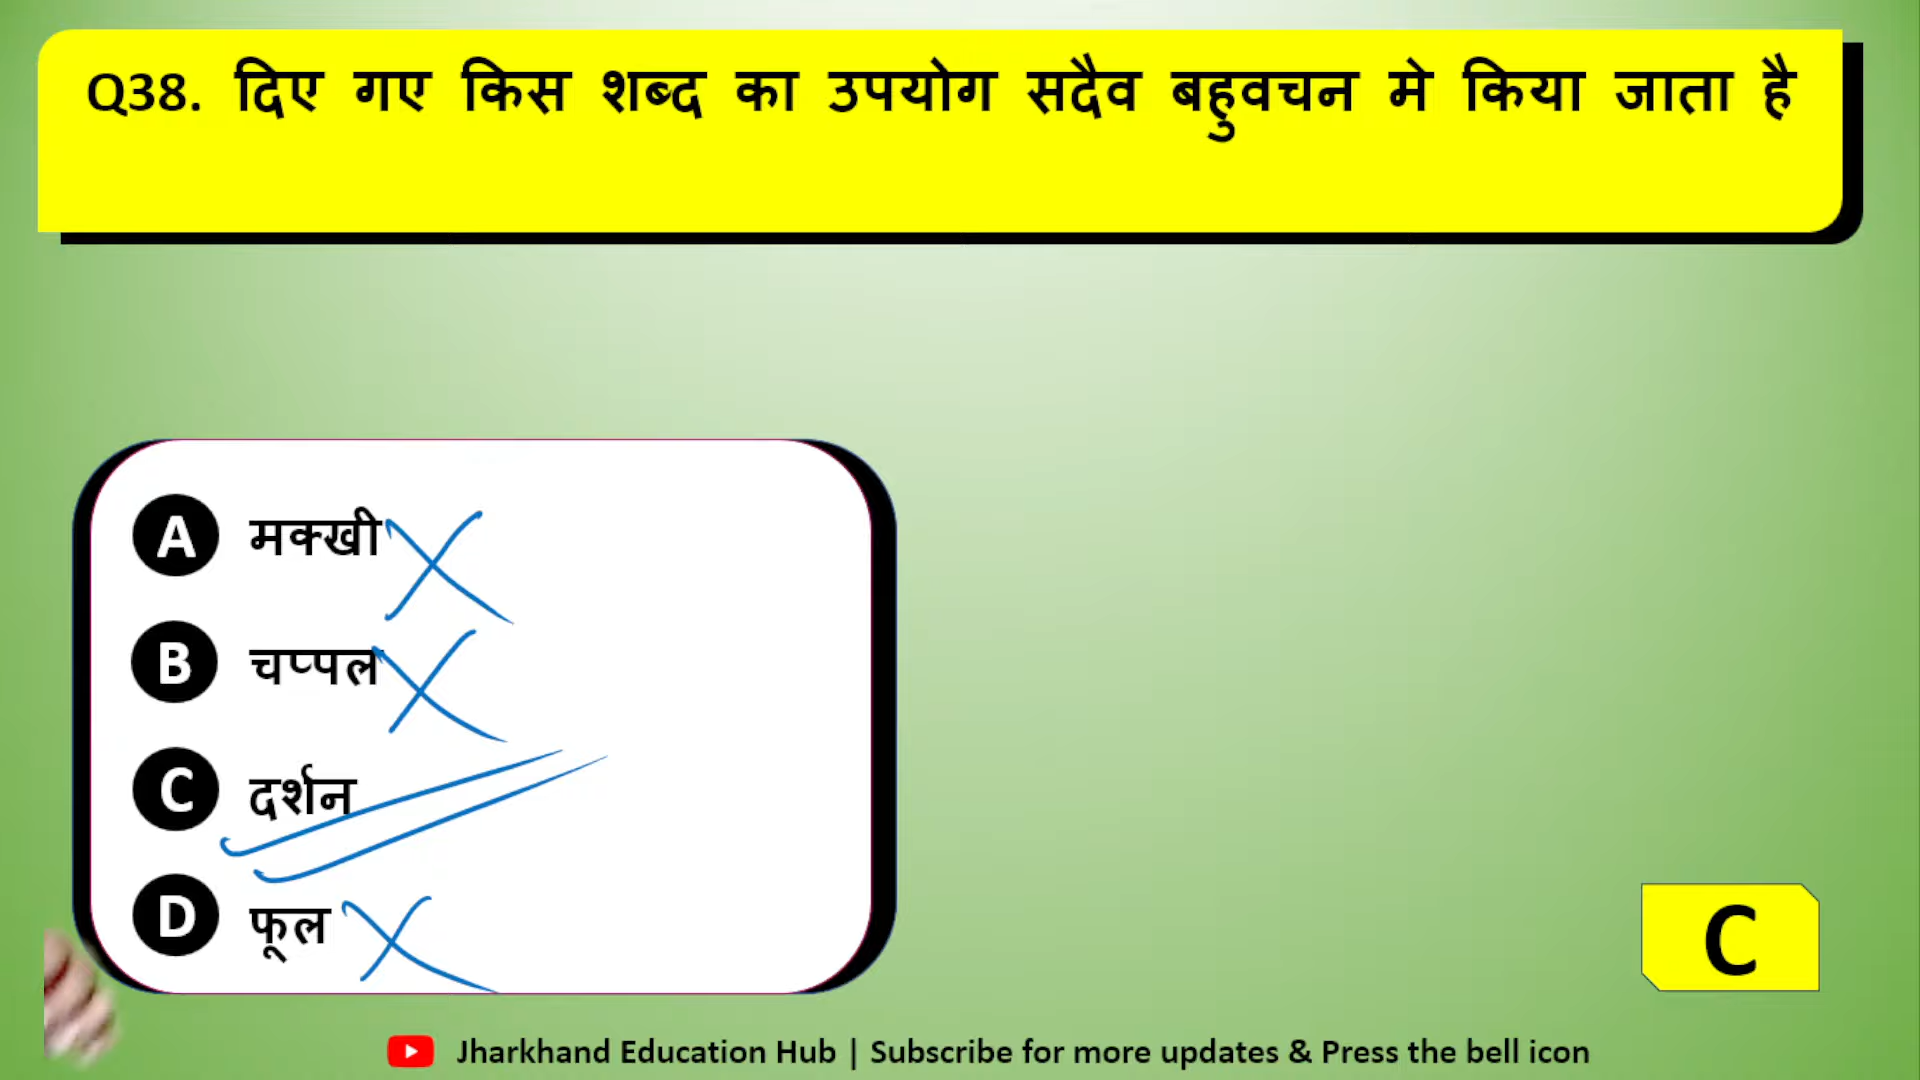 Q38. दिए गए किस शब्द का उपयोग सदैव बहुवचन मे किया जाता है
A मक्खी
B चप्पल
C दर्शन
D फूल
C
Jharkhand Education Hub | Subscribe for more updates & Press the bell icon